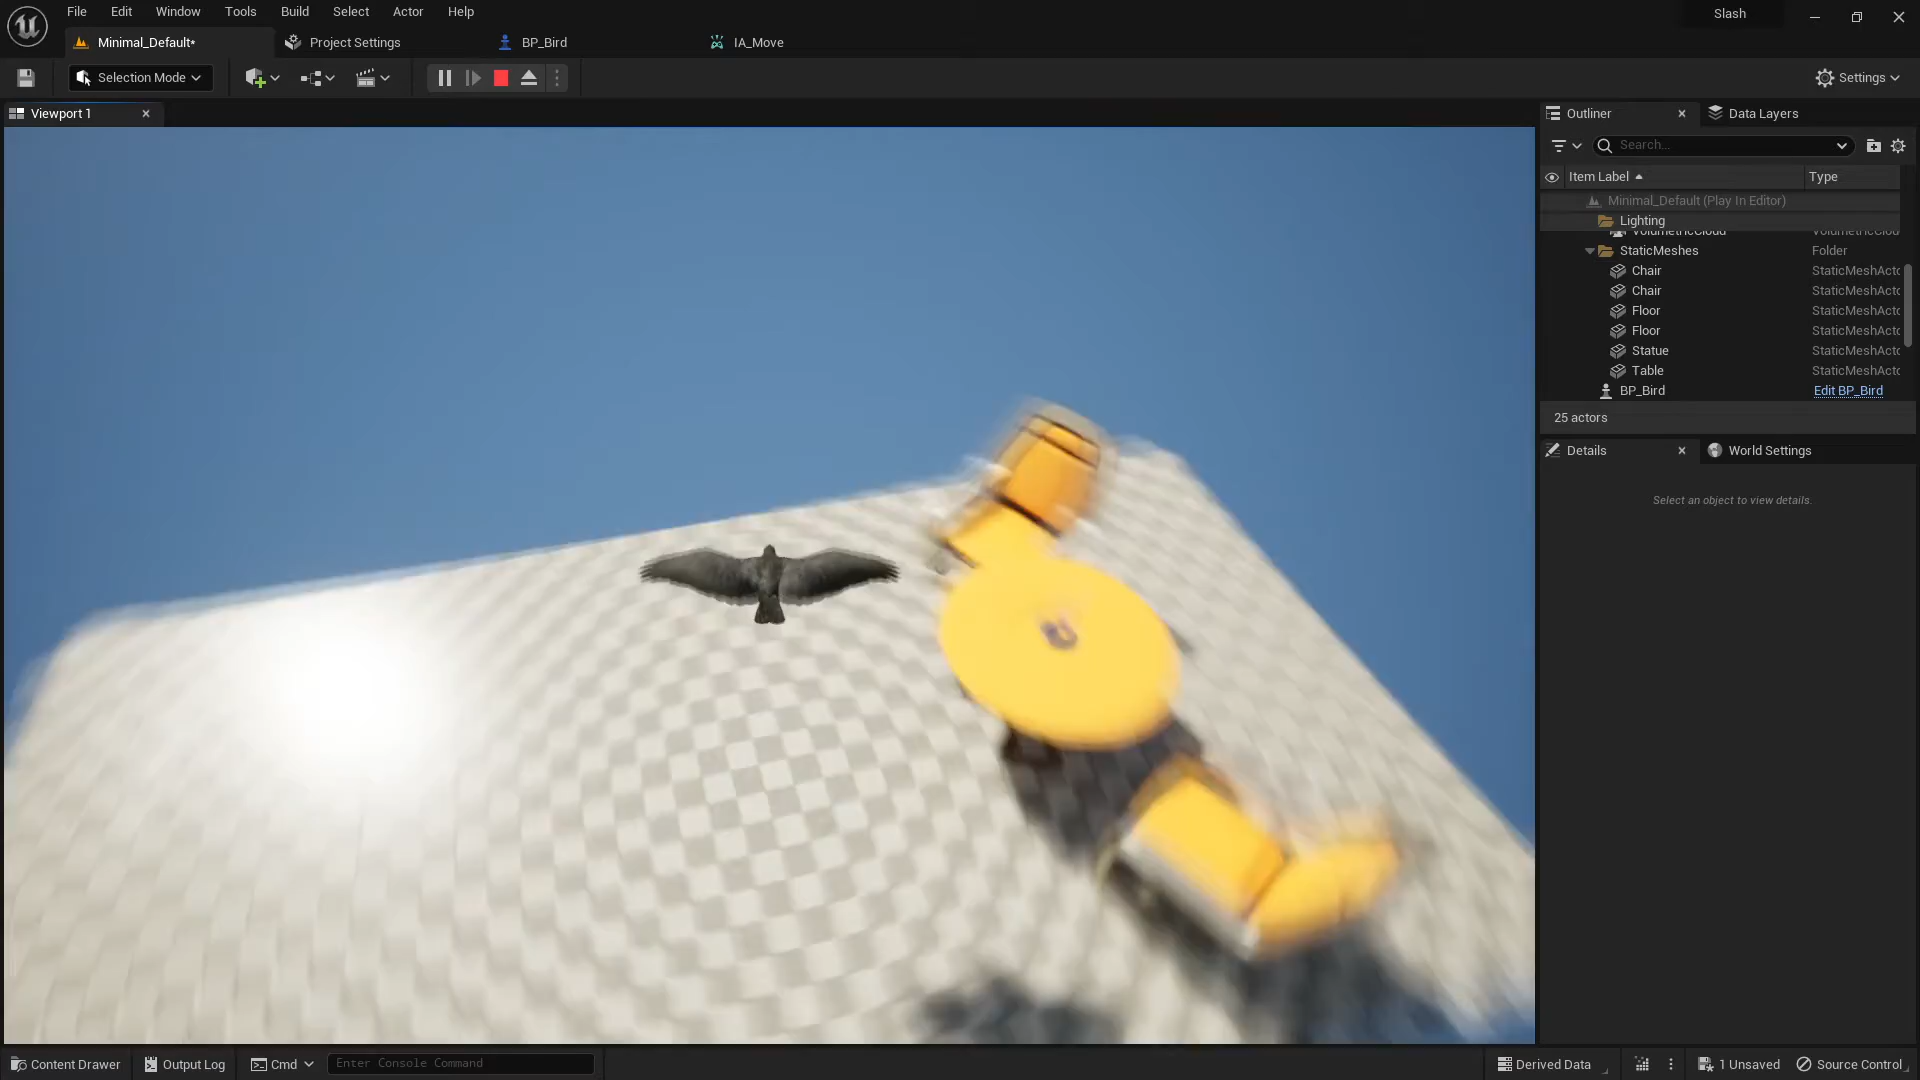 File Edit Window Tools Build Select Actor Help
Slash
Minimal_Default* Project Settings BP_Bird IA_Move
Selection Mode
Settings
Viewport 1
Outliner Data Layers
Search...
Item Label Type
Minimal_Default (Play In Editor)
Lighting
VolumetricCloud VolumetricClou
StaticMeshes Folder
Chair StaticMeshActo
Chair StaticMeshActo
Floor StaticMeshActo
Floor StaticMeshActo
Statue StaticMeshActo
Table StaticMeshActo
BP_Bird Edit BP_Bird
25 actors
Details World Settings
Select an object to view details.
Content Drawer Output Log Cmd Enter Console Command
Derived Data 1 Unsaved Source Control